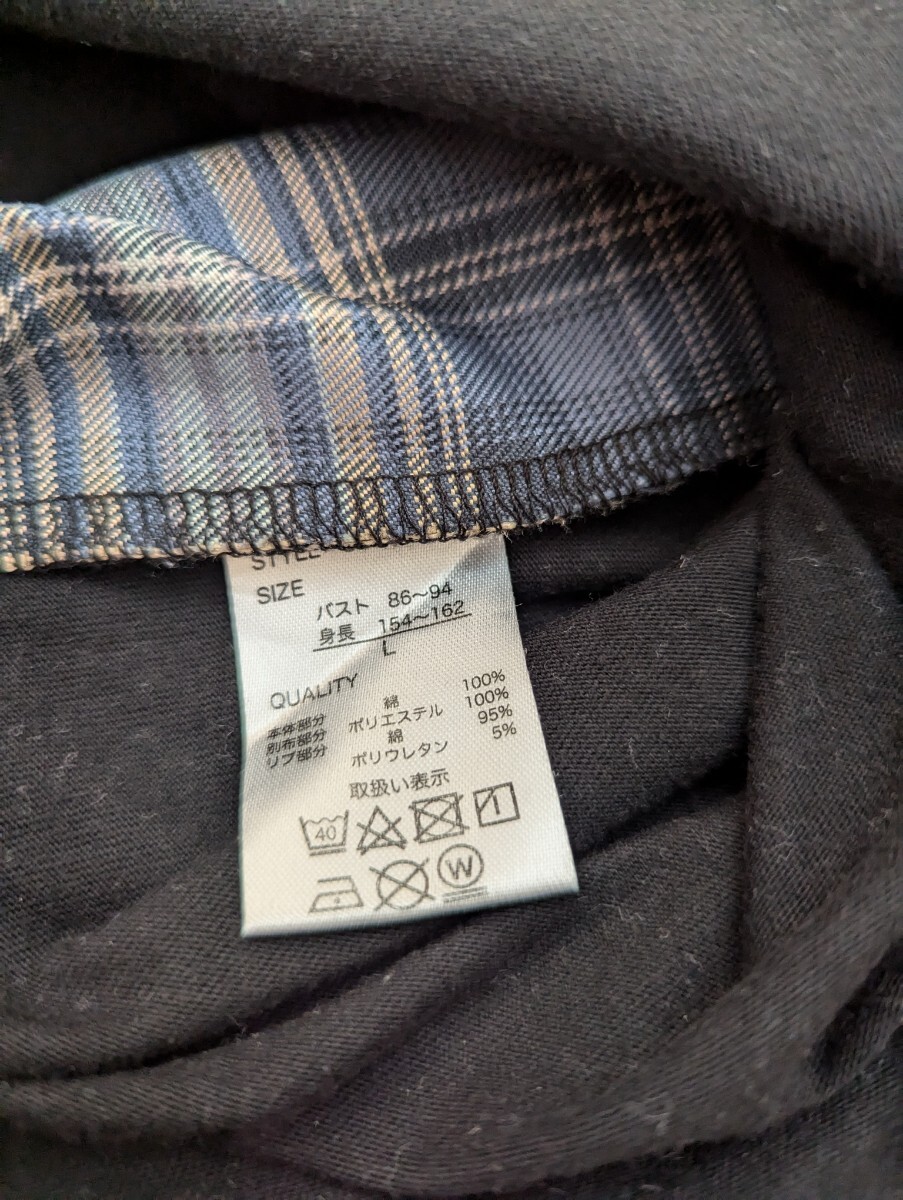 STYLE
SIZE
バスト 86～94
身長 154～162
L
QUALITY
本体部分 綿 100%
別布部分 ポリエステル 100%
リブ部分 綿 95%
ポリウレタン 5%
取扱い表示
40
W